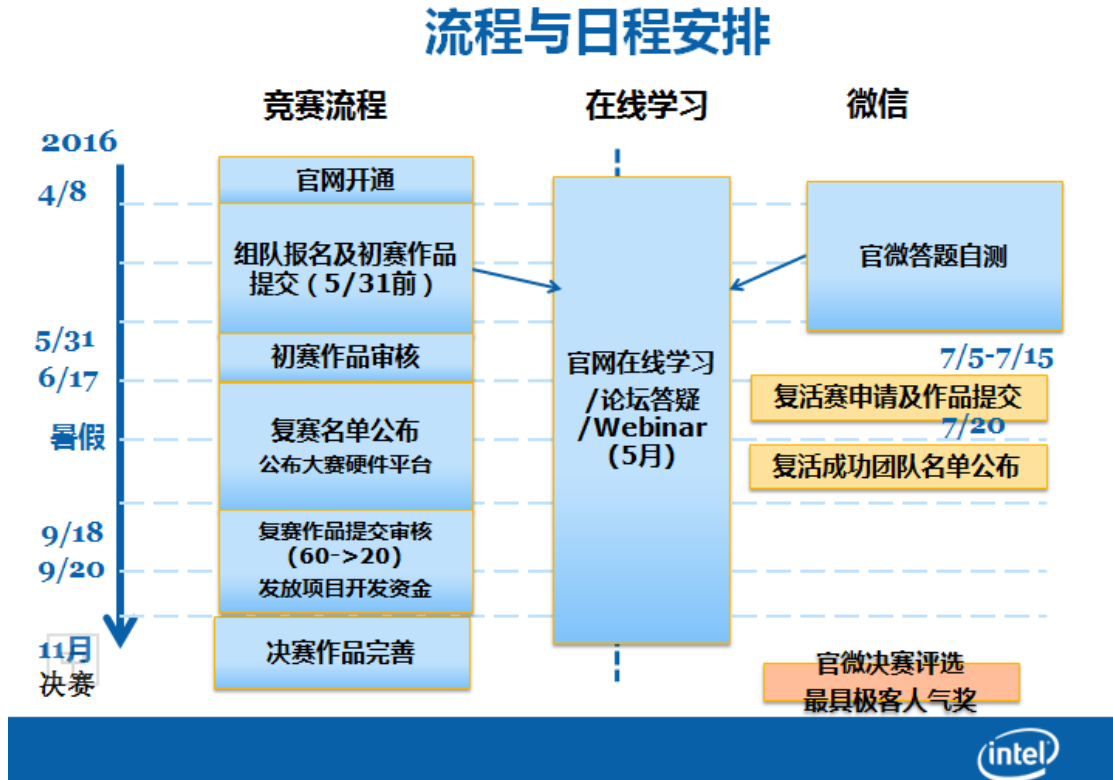 流程与日程安排
竞赛流程
在线学习
微信
2016
4/8
5/31
6/17
暑假
9/18
9/20
11月
决赛
官网开通
组队报名及初赛作品
提交（5/31前）
初赛作品审核
复赛名单公布
公布大赛硬件平台
复赛作品提交审核
(60->20)
发放项目开发资金
决赛作品完善
官网在线学习
/论坛答疑
/Webinar
(5月)
官微答题自测
7/5-7/15
复活赛申请及作品提交
7/20
复活成功团队名单公布
官微决赛评选
最具极客人气奖
intel